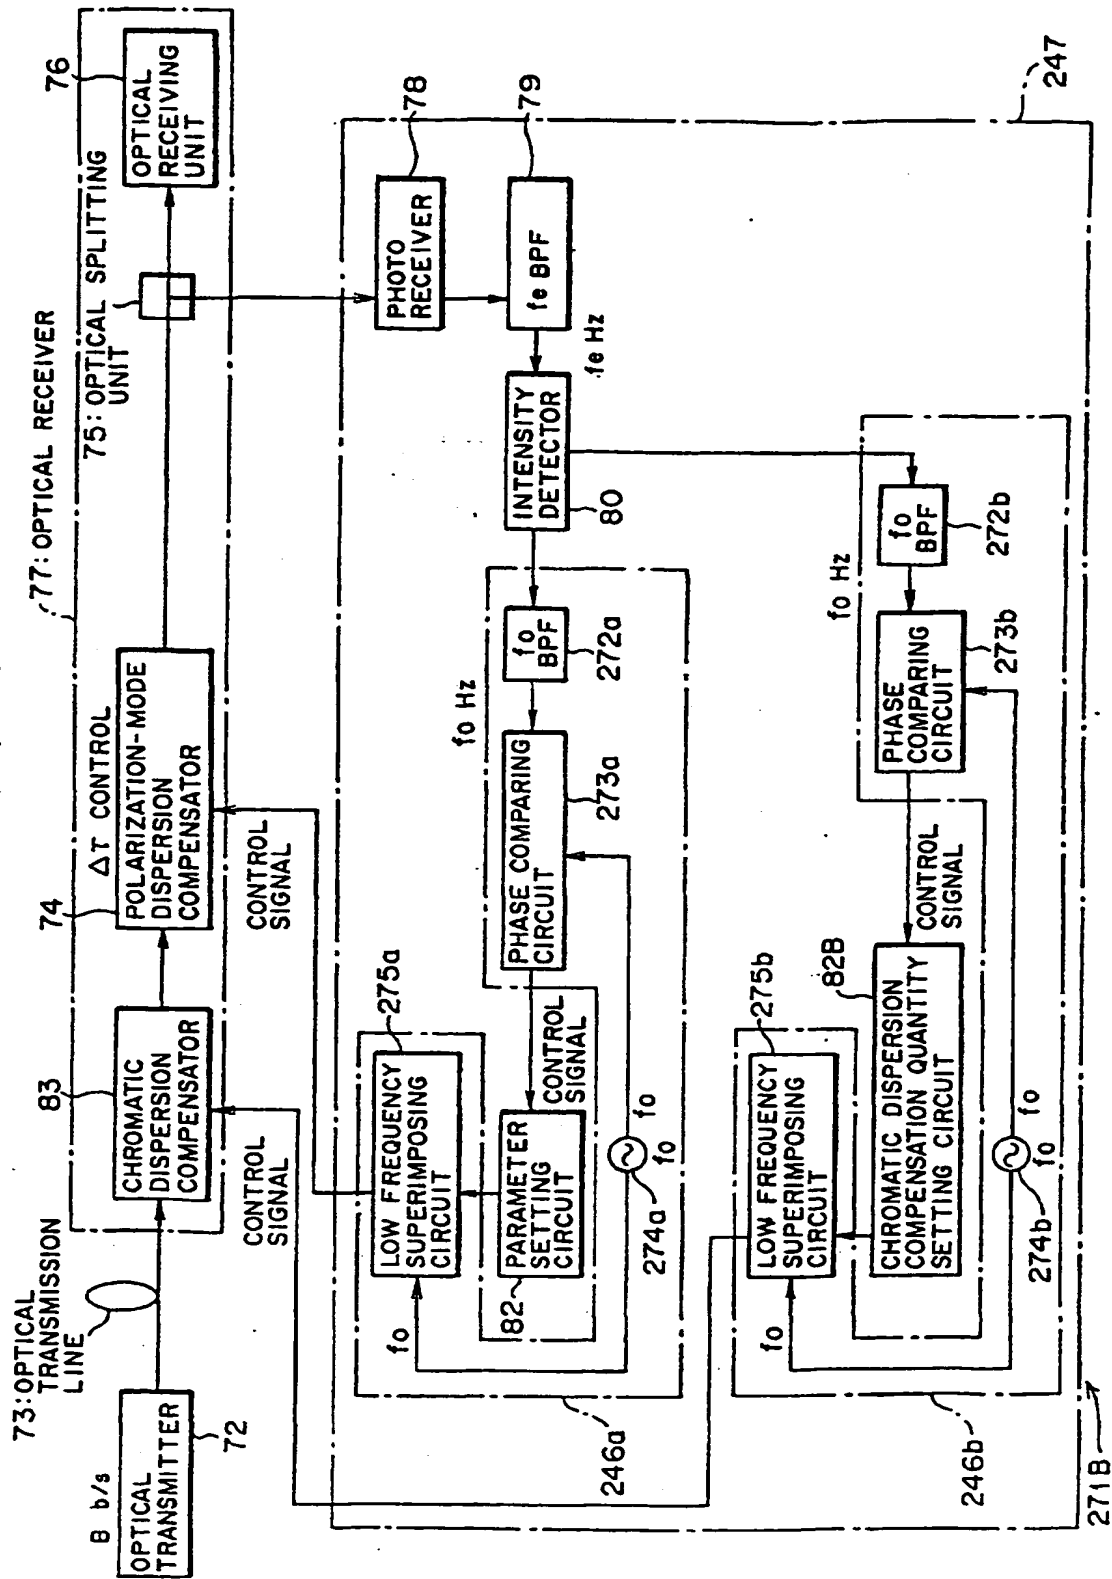 B b/s
OPTICAL
TRANSMITTER
72
73:OPTICAL
TRANSMISSION
LINE
77:OPTICAL RECEIVER
83
CHROMATIC
DISPERSION
COMPENSATOR
CONTROL
SIGNAL
74
ΔT CONTROL
POLARIZATION-MODE
DISPERSION
COMPENSATOR
CONTROL
SIGNAL
75:OPTICAL SPLITTING
UNIT
76
OPTICAL
RECEIVING
UNIT
PHOTO
RECEIVER
78
fe BPF
79
fe Hz
INTENSITY
DETECTOR
80
247
fo
BPF
272a
fo Hz
PHASE COMPARING
CIRCUIT
273a
CONTROL
SIGNAL
PARAMETER
SETTING
CIRCUIT
82
LOW FREQUENCY
SUPERIMPOSING
CIRCUIT
275a
fo
fo
fo
274a
246a
fo
BPF
272b
fo Hz
PHASE
COMPARING
CIRCUIT
273b
CONTROL
SIGNAL
82B
CHROMATIC DISPERSION
COMPENSATION QUANTITY
SETTING CIRCUIT
LOW FREQUENCY
SUPERIMPOSING
CIRCUIT
275b
fo
fo
fo
274b
246b
271B